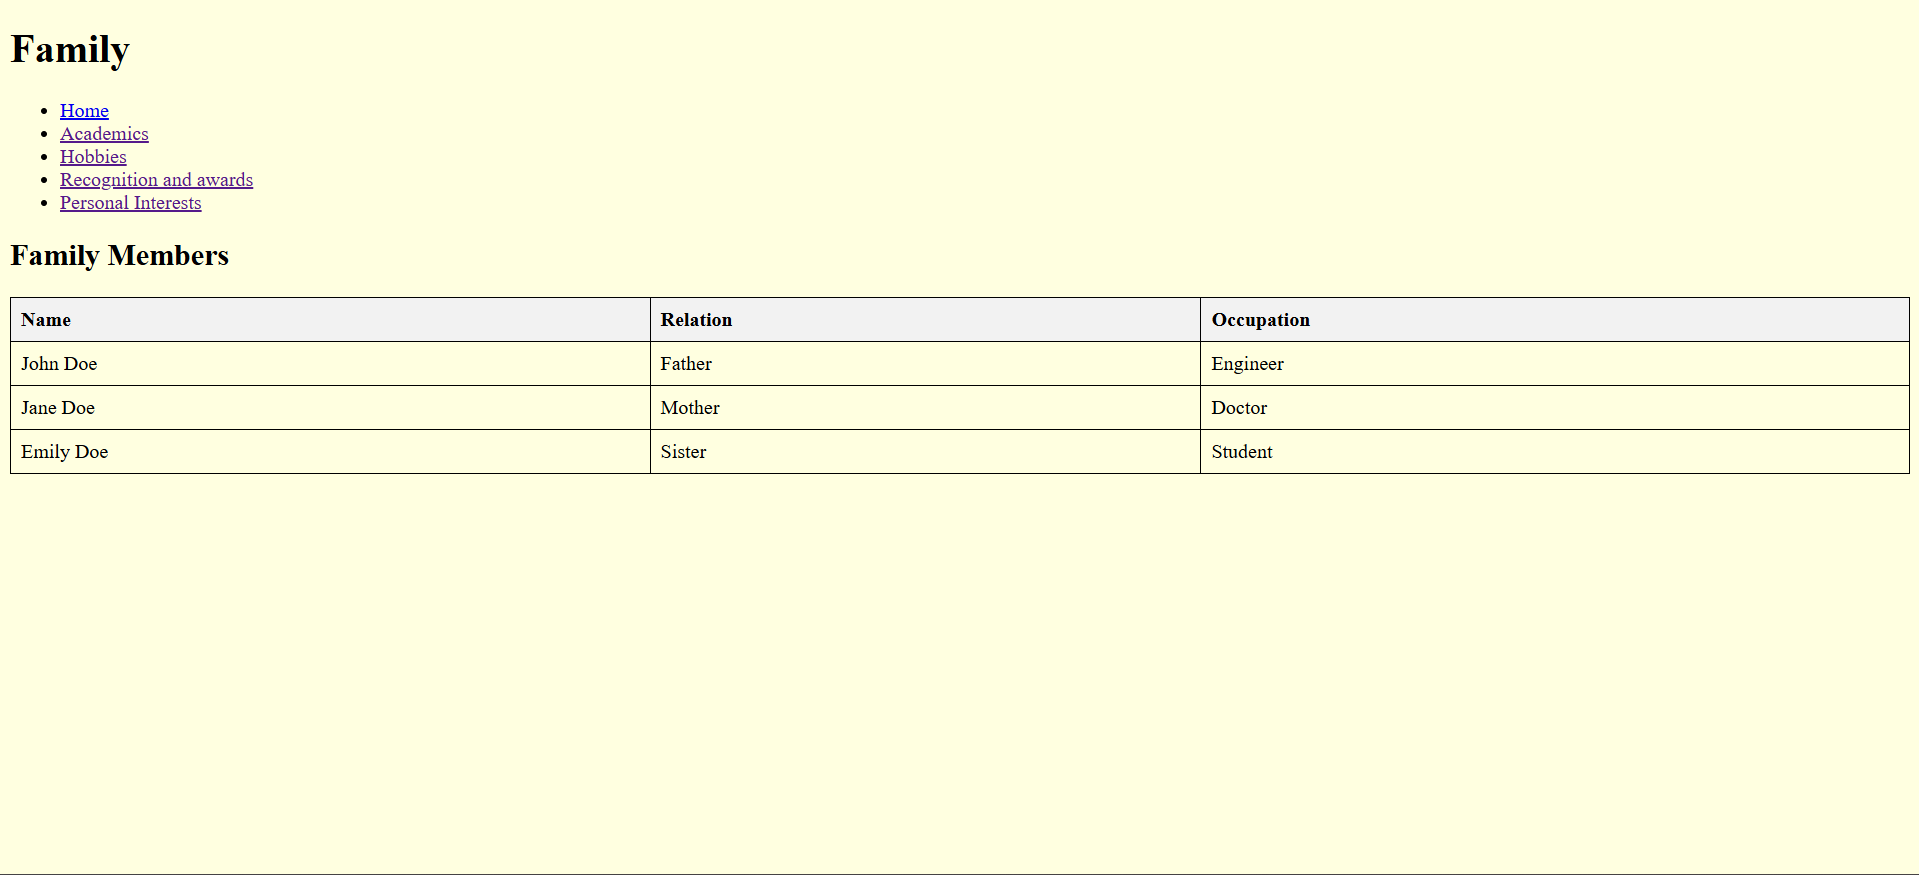 Family
Home
Academics
Hobbies
Recognition and awards
Personal Interests
Family Members
Name Relation Occupation
John Doe Father Engineer
Jane Doe Mother Doctor
Emily Doe Sister Student